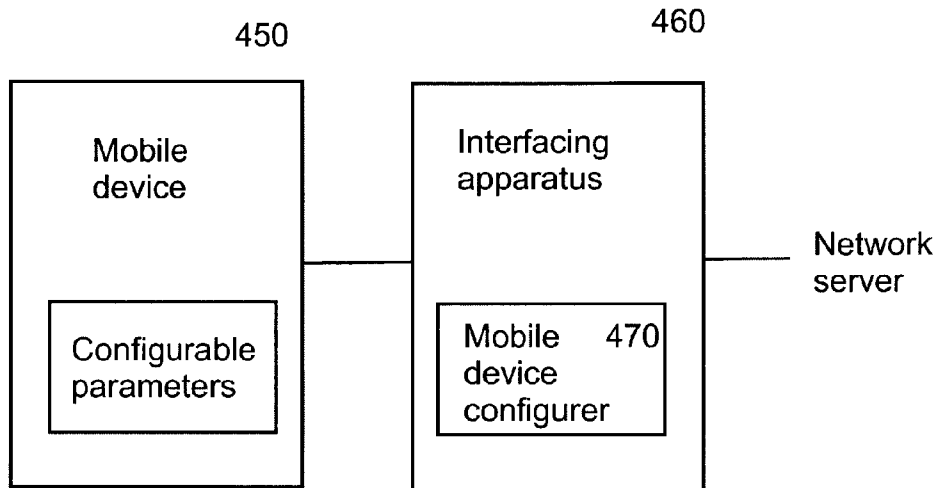 450
460
Mobile
device
Interfacing
apparatus
Network
server
Configurable
parameters
Mobile 470
device
configurer